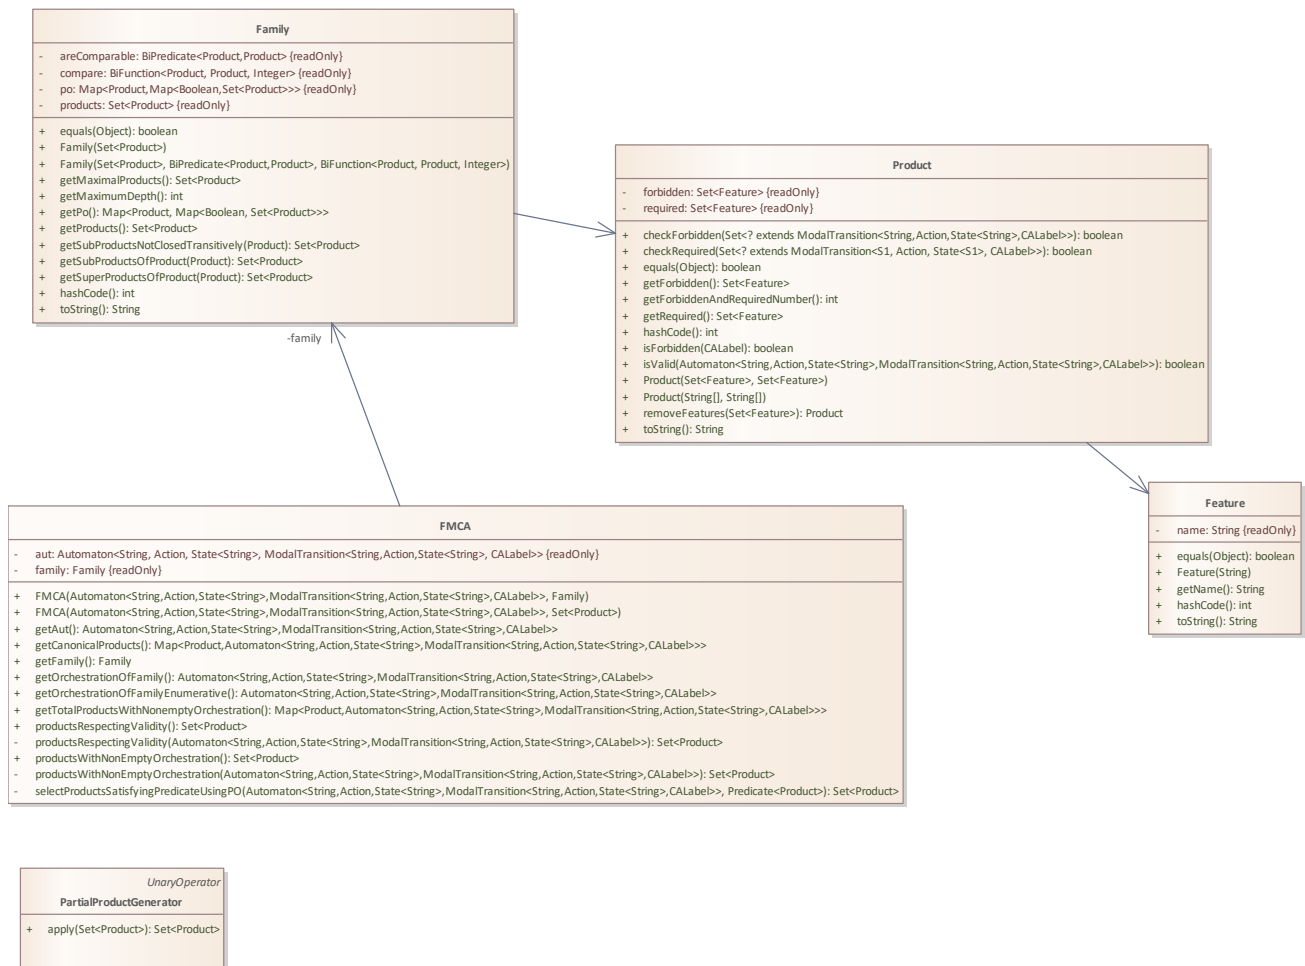 Family
- areComparable: BiPredicate<Product,Product> {readOnly}
- compare: BiFunction<Product, Product, Integer> {readOnly}
- po: Map<Product,Map<Boolean,Set<Product>>> {readOnly}
- products: Set<Product> {readOnly}
+ equals(Object): boolean
+ Family(Set<Product>)
+ Family(Set<Product>, BiPredicate<Product,Product>, BiFunction<Product, Product, Integer>)
+ getMaximalProducts(): Set<Product>
+ getMaximumDepth(): int
+ getPo(): Map<Product, Map<Boolean, Set<Product>>>
+ getProducts(): Set<Product>
+ getSubProductsNotClosedTransitively(Product): Set<Product>
+ getSubProductsOfProduct(Product): Set<Product>
+ getSuperProductsOfProduct(Product): Set<Product>
+ hashCode(): int
+ toString(): String
-family
Product
- forbidden: Set<Feature> {readOnly}
- required: Set<Feature> {readOnly}
+ checkForbidden(Set<? extends ModalTransition<String,Action,State<String>,CALabel>>): boolean
+ checkRequired(Set<? extends ModalTransition<S1, Action, State<S1>, CALabel>>): boolean
+ equals(Object): boolean
+ getForbidden(): Set<Feature>
+ getForbiddenAndRequiredNumber(): int
+ getRequired(): Set<Feature>
+ hashCode(): int
+ isForbidden(CALabel): boolean
+ isValid(Automaton<String,Action,State<String>,ModalTransition<String,Action,State<String>,CALabel>>): boolean
+ Product(Set<Feature>, Set<Feature>)
+ Product(String[], String[])
+ removeFeatures(Set<Feature>): Product
+ toString(): String
Feature
- name: String {readOnly}
+ equals(Object): boolean
+ Feature(String)
+ getName(): String
+ hashCode(): int
+ toString(): String
FMCA
- aut: Automaton<String, Action, State<String>, ModalTransition<String,Action,State<String>, CALabel>> {readOnly}
- family: Family {readOnly}
+ FMCA(Automaton<String,Action,State<String>,ModalTransition<String,Action,State<String>,CALabel>>, Family)
+ FMCA(Automaton<String,Action,State<String>,ModalTransition<String,Action,State<String>,CALabel>>, Set<Product>)
+ getAut(): Automaton<String,Action,State<String>,ModalTransition<String,Action,State<String>,CALabel>>
+ getCanonicalProducts(): Map<Product,Automaton<String,Action,State<String>,ModalTransition<String,Action,State<String>,CALabel>>>
+ getFamily(): Family
+ getOrchestrationOfFamily(): Automaton<String,Action,State<String>,ModalTransition<String,Action,State<String>,CALabel>>
+ getOrchestrationOfFamilyEnumerative(): Automaton<String,Action,State<String>,ModalTransition<String,Action,State<String>,CALabel>>
+ getTotalProductsWithNonemptyOrchestration(): Map<Product,Automaton<String,Action,State<String>,ModalTransition<String,Action,State<String>,CALabel>>>
+ productsRespectingValidity(): Set<Product>
- productsRespectingValidity(Automaton<String,Action,State<String>,ModalTransition<String,Action,State<String>,CALabel>>): Set<Product>
+ productsWithNonEmptyOrchestration(): Set<Product>
- productsWithNonEmptyOrchestration(Automaton<String,Action,State<String>,ModalTransition<String,Action,State<String>,CALabel>>): Set<Product>
- selectProductsSatisfyingPredicateUsingPO(Automaton<String,Action,State<String>,ModalTransition<String,Action,State<String>,CALabel>>, Predicate<Product>): Set<Product>
UnaryOperator
PartialProductGenerator
+ apply(Set<Product>): Set<Product>